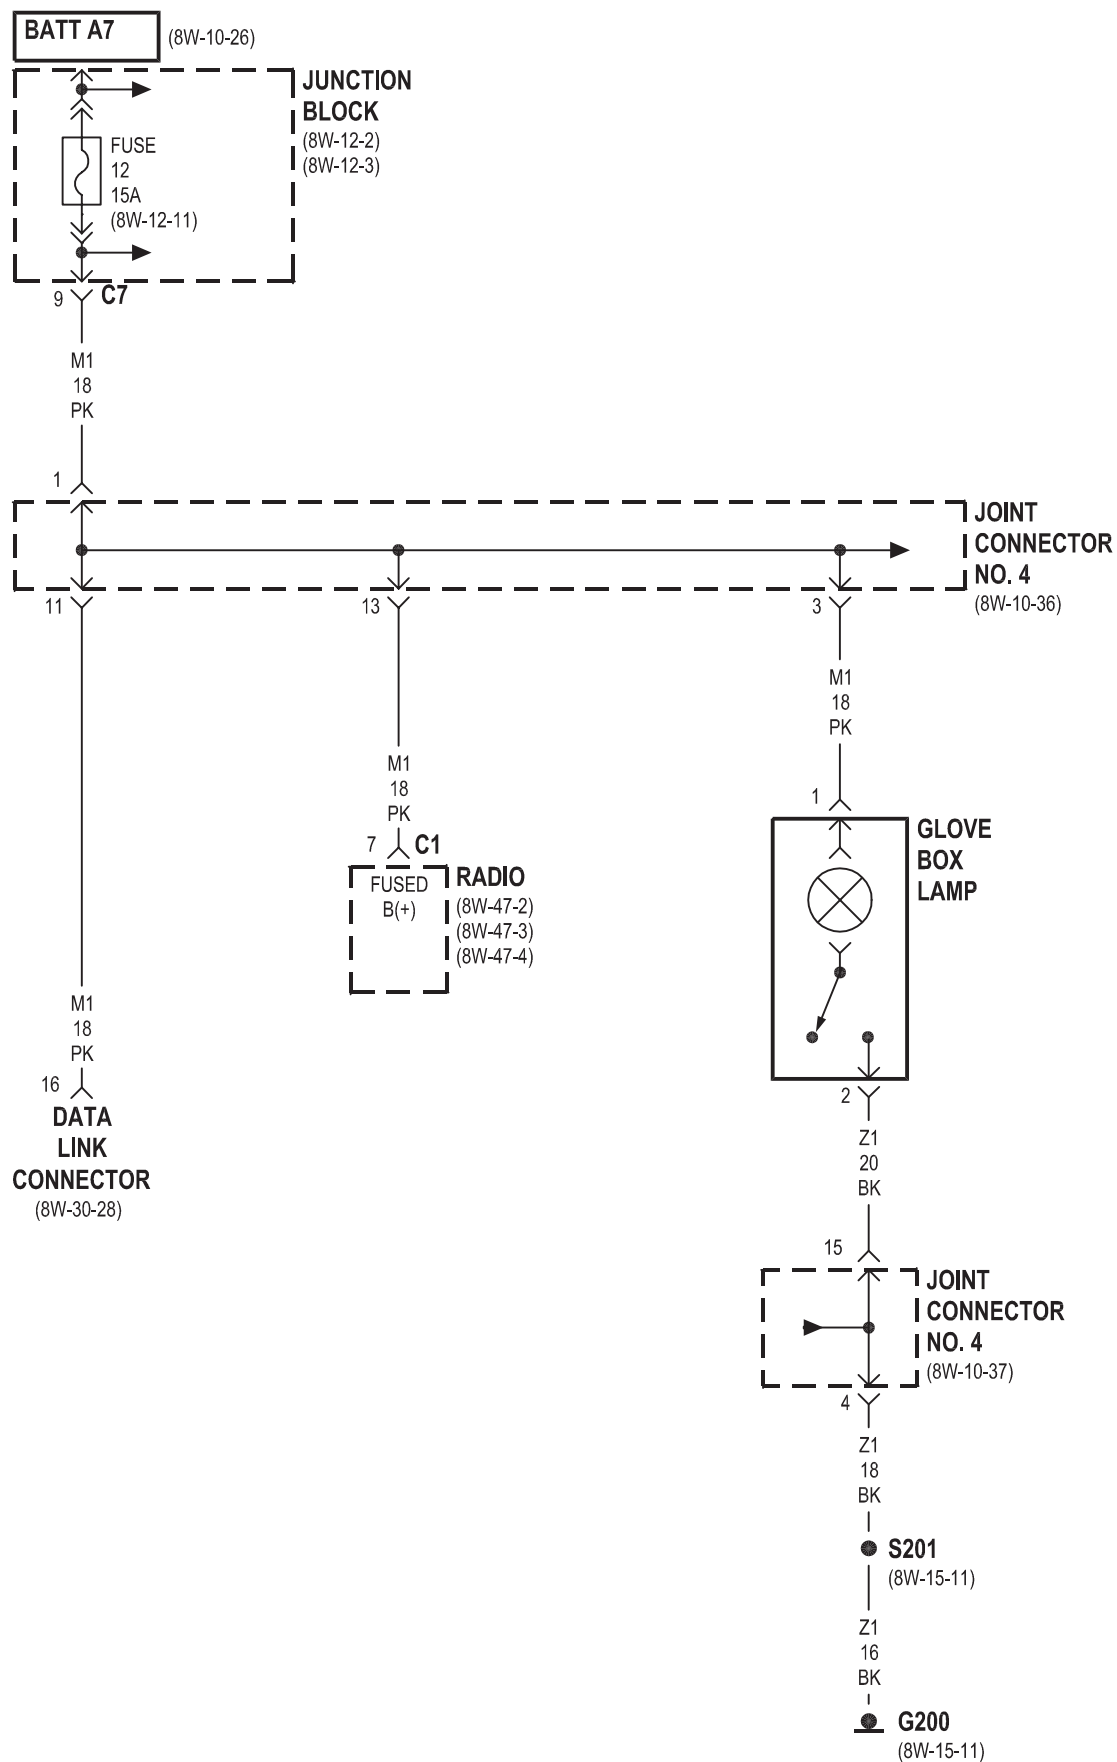 BATT A7
(8W-10-26)
JUNCTION
BLOCK
(8W-12-2)
(8W-12-3)
FUSE
12
15A
(8W-12-11)
9
C7
M1
18
PK
1
JOINT
CONNECTOR
NO. 4
(8W-10-36)
11
13
3
M1
18
PK
M1
18
PK
7
C1
FUSED
B(+)
RADIO
(8W-47-2)
(8W-47-3)
(8W-47-4)
1
GLOVE
BOX
LAMP
M1
18
PK
16
DATA
LINK
CONNECTOR
(8W-30-28)
2
Z1
20
BK
15
JOINT
CONNECTOR
NO. 4
(8W-10-37)
4
Z1
18
BK
S201
(8W-15-11)
Z1
16
BK
G200
(8W-15-11)